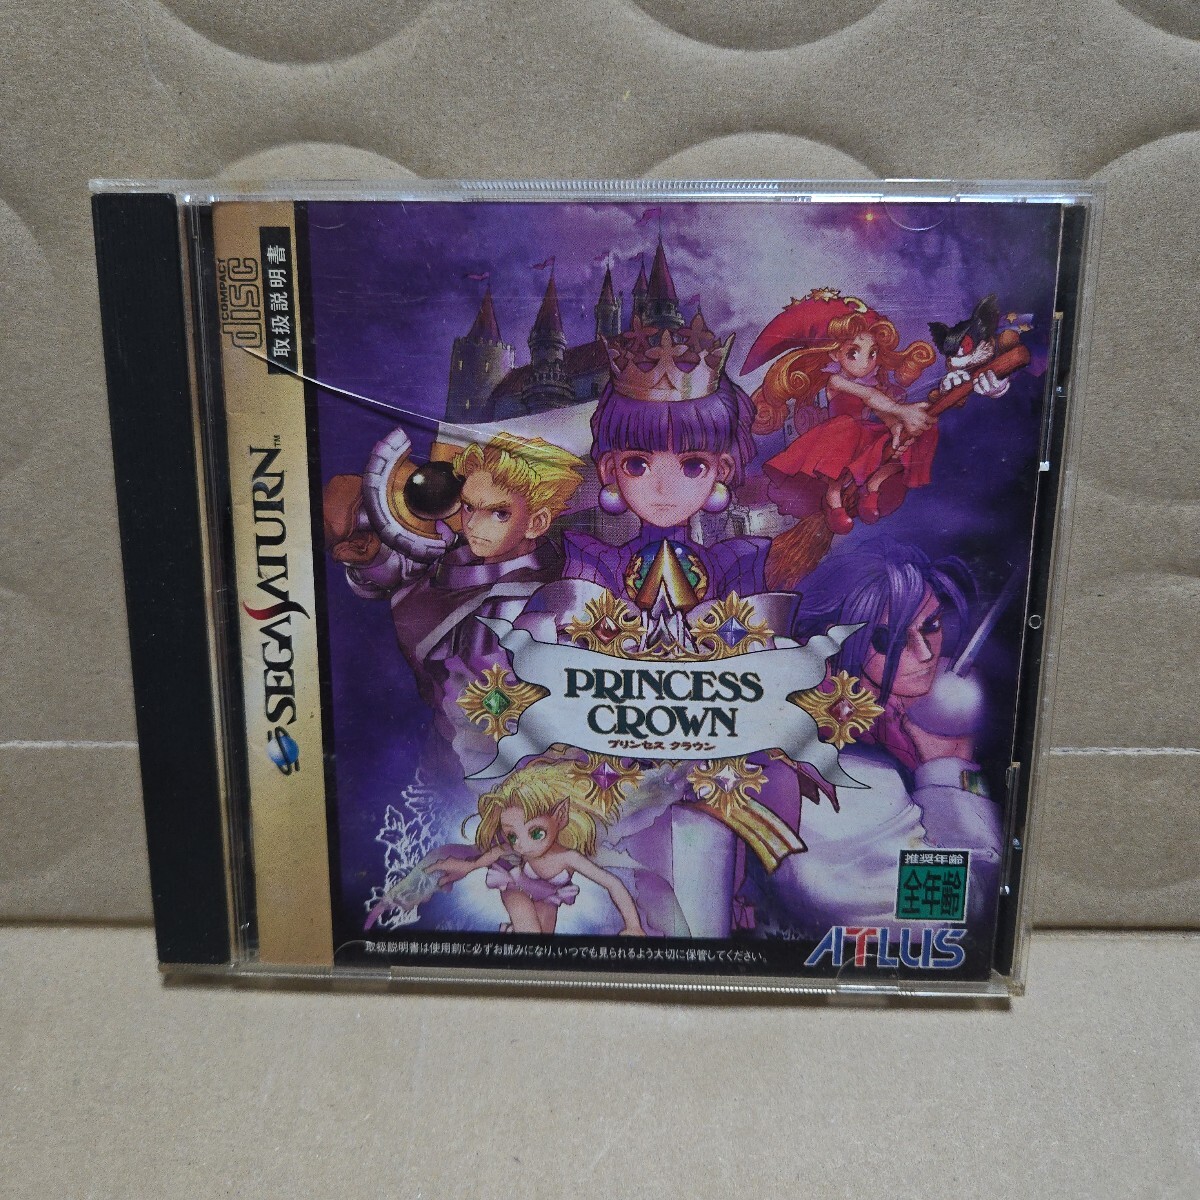 COMPACT
disc
取扱説明書
SEGA SATURN™
PRINCESS
CROWN
プリンセス クラウン
推奨年齢
全年齢
ATLUS
取扱説明書は使用前に必ずお読みになり、いつでも見られるよう大切に保管してください。